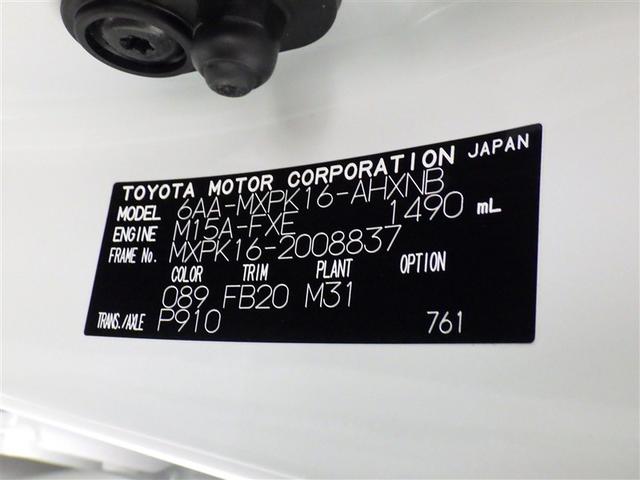 TOYOTA MOTOR CORPORATION JAPAN
MODEL 6AA-MXPK16-AHXNB
ENGINE M15A-FXE 1490 mL
FRAME No. MXPK16-2008837
COLOR TRIM PLANT OPTION
089 FB20 M31
TRANS./AXLE P910 761